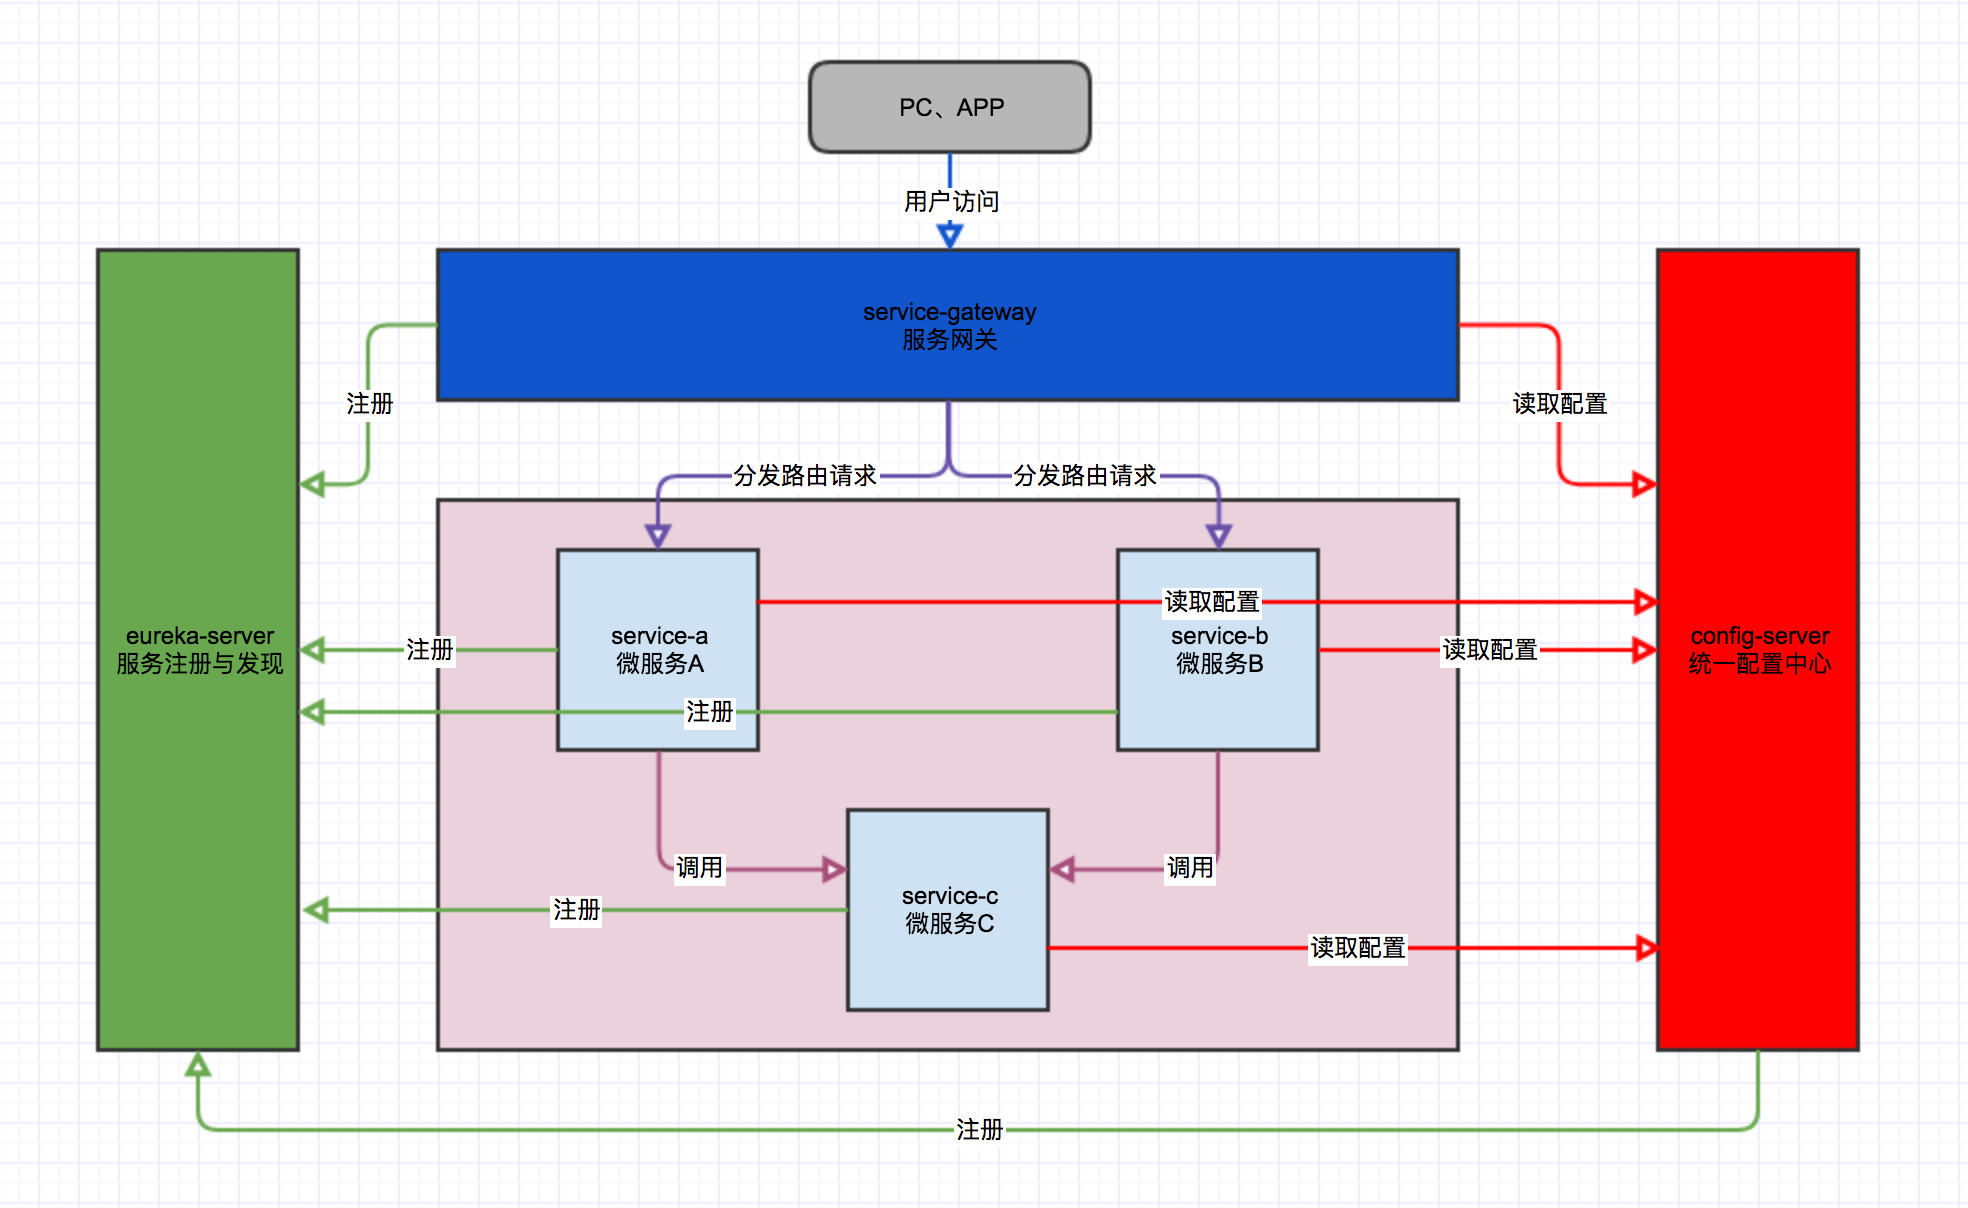 PC、APP
用户访问
service-gateway
服务网关
注册
读取配置
分发路由请求
分发路由请求
读取配置
eureka-server
服务注册与发现
注册
service-a
微服务A
service-b
微服务B
读取配置
config-server
统一配置中心
注册
调用
调用
service-c
微服务C
注册
读取配置
注册